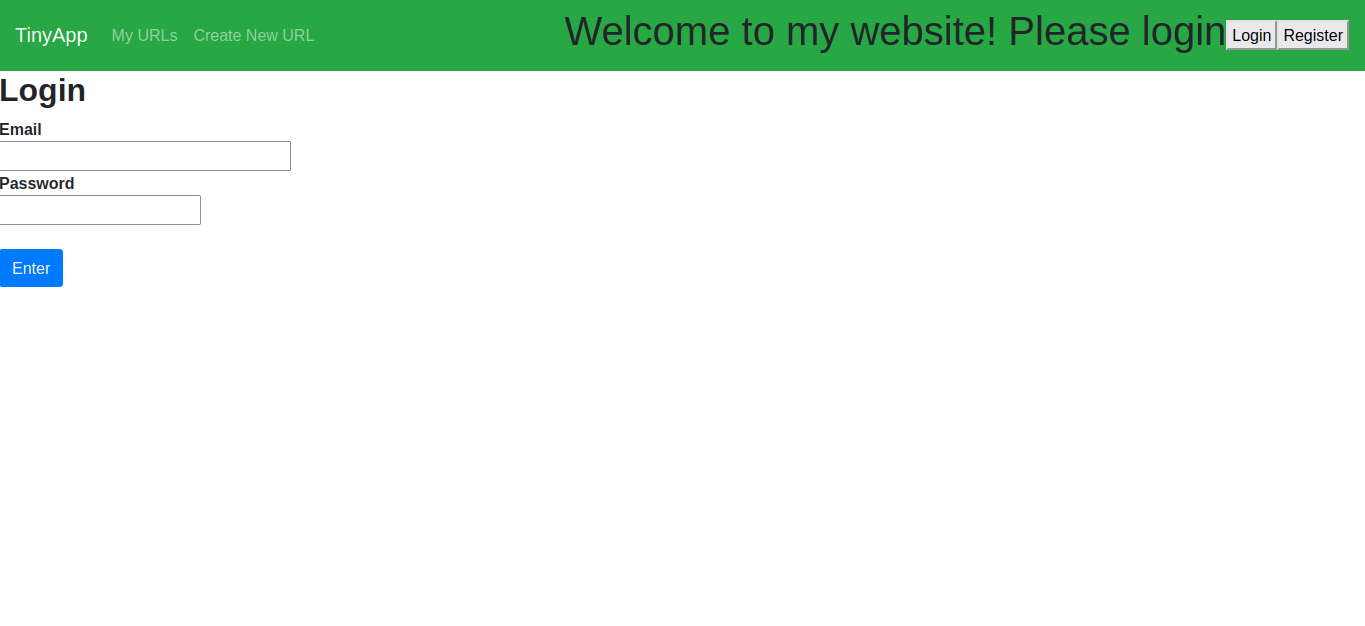 TinyApp My URLs Create New URL Welcome to my website! Please login Login Register
Login
Email
Password
Enter